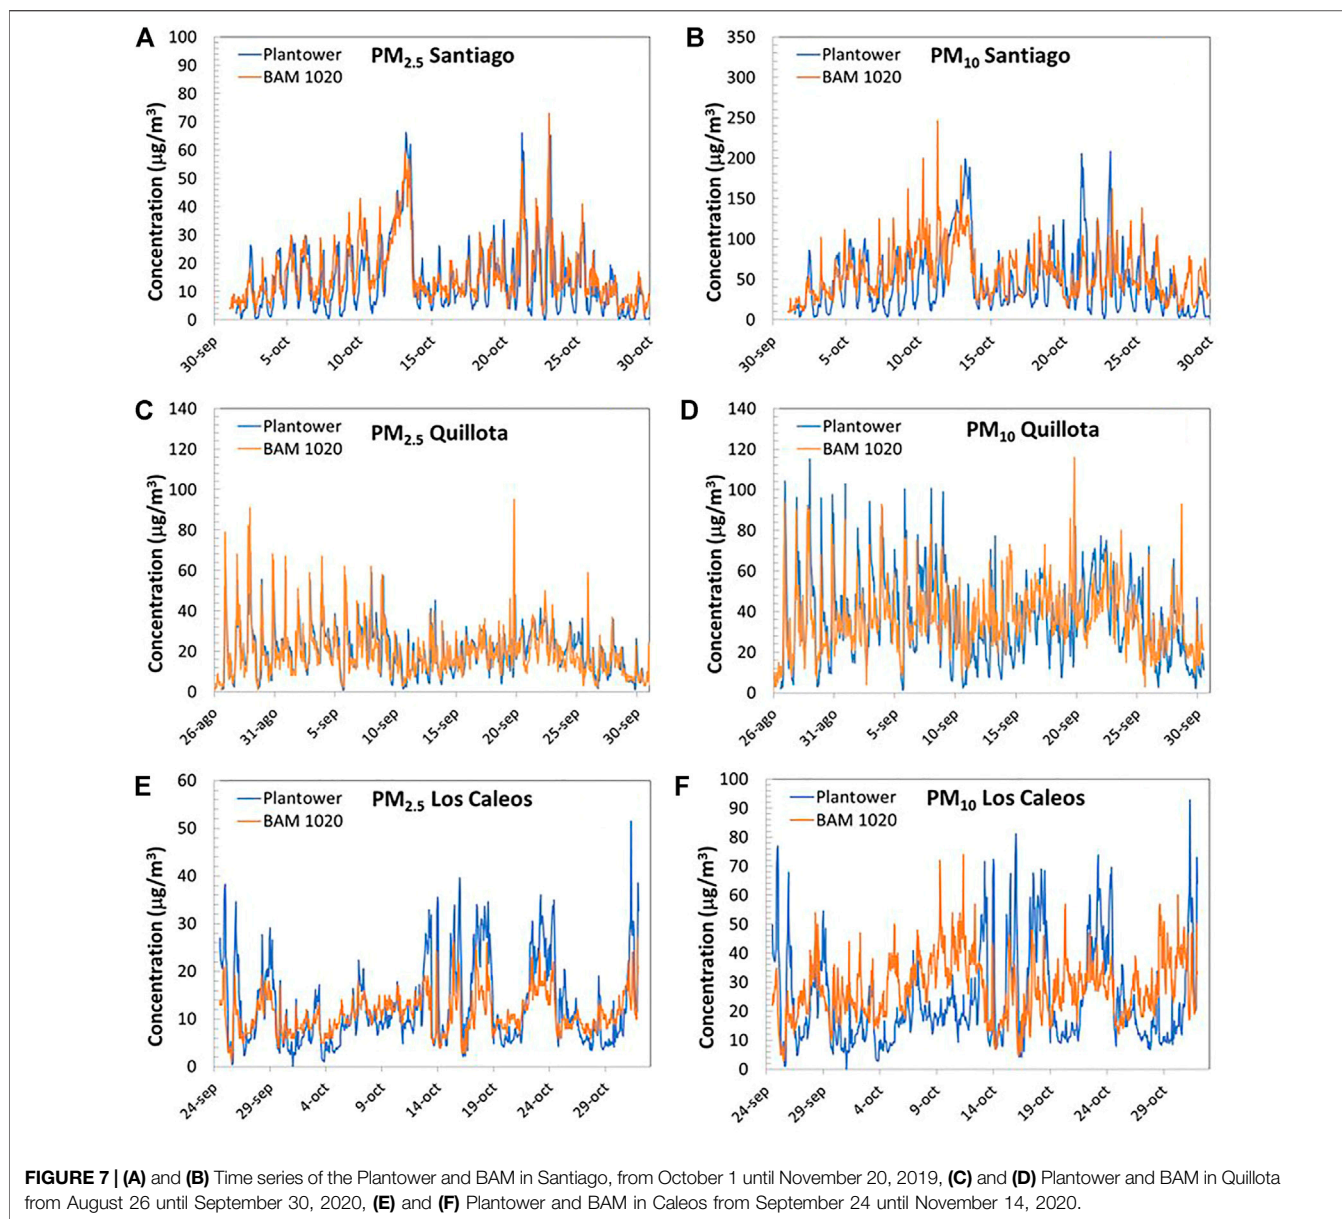 A
PM2.5 Santiago
Plantower
BAM 1020
Concentration (µg/m³)
100
90
80
70
60
50
40
30
20
10
0
30-sep
5-oct
10-oct
15-oct
20-oct
25-oct
30-oct
B
PM10 Santiago
Plantower
BAM 1020
Concentration (µg/m³)
350
300
250
200
150
100
50
0
30-sep
5-oct
10-oct
15-oct
20-oct
25-oct
30-oct
C
PM2.5 Quillota
Plantower
BAM 1020
Concentration (µg/m³)
140
120
100
80
60
40
20
0
26-ago
31-ago
5-sep
10-sep
15-sep
20-sep
25-sep
30-sep
D
PM10 Quillota
Plantower
BAM 1020
Concentration (µg/m³)
140
120
100
80
60
40
20
0
26-ago
31-ago
5-sep
10-sep
15-sep
20-sep
25-sep
30-sep
E
PM2.5 Los Caleos
Plantower
BAM 1020
Concentration (µg/m³)
60
50
40
30
20
10
0
24-sep
29-sep
4-oct
9-oct
14-oct
19-oct
24-oct
29-oct
F
PM10 Los Caleos
Plantower
BAM 1020
Concentration (µg/m³)
100
90
80
70
60
50
40
30
20
10
0
24-sep
29-sep
4-oct
9-oct
14-oct
19-oct
24-oct
29-oct
FIGURE 7 | (A) and (B) Time series of the Plantower and BAM in Santiago, from October 1 until November 20, 2019, (C) and (D) Plantower and BAM in Quillota
from August 26 until September 30, 2020, (E) and (F) Plantower and BAM in Caleos from September 24 until November 14, 2020.